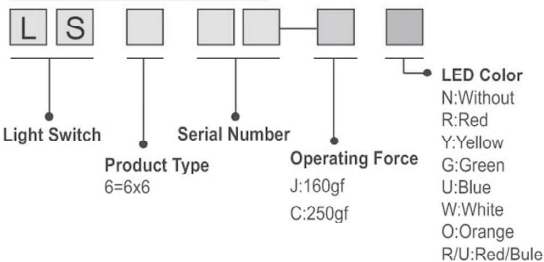 L S
Light Switch
Product Type
6=6x6
Serial Number
Operating Force
J:160gf
C:250gf
LED Color
N:Without
R:Red
Y:Yellow
G:Green
U:Blue
W:White
O:Orange
R/U:Red/Bule